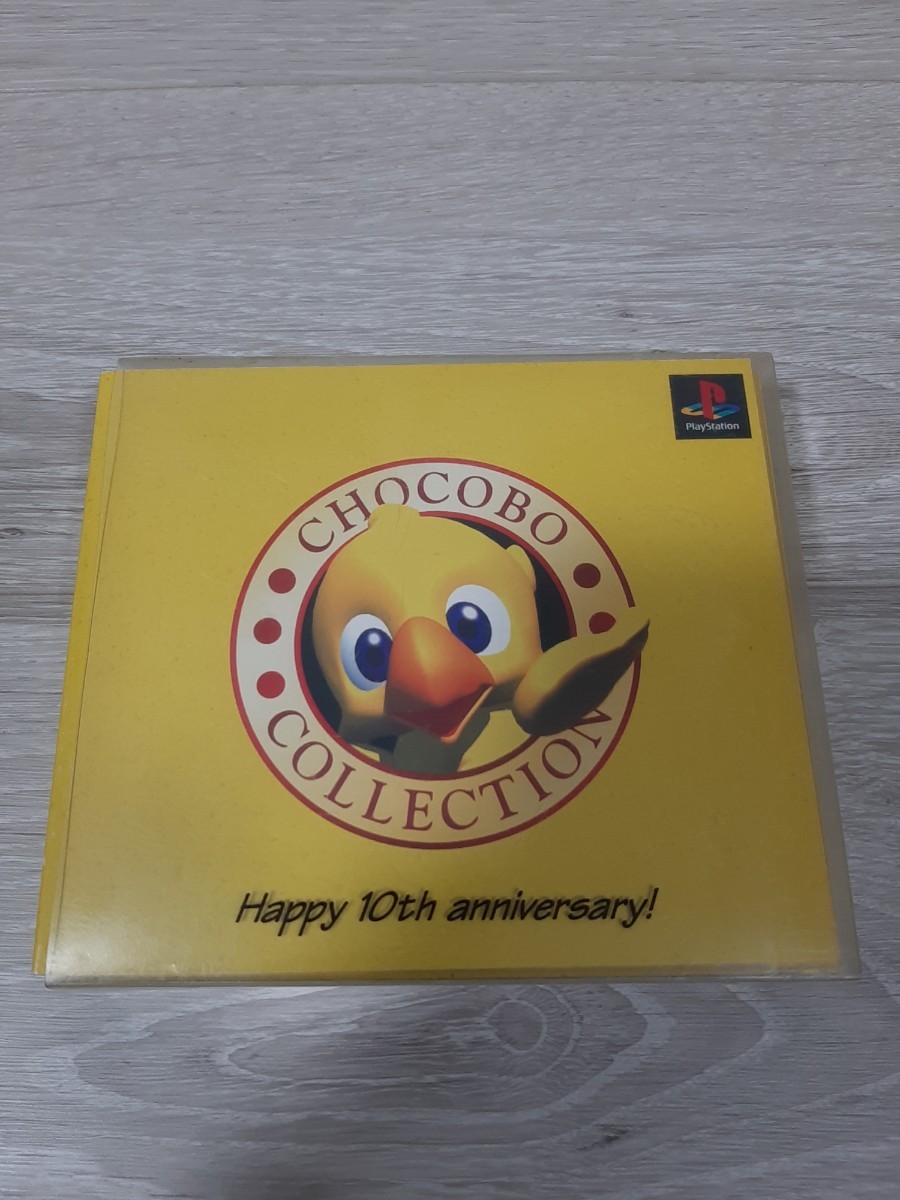 PlayStation
CHOCOBO
COLLECTION
Happy 10th anniversary!